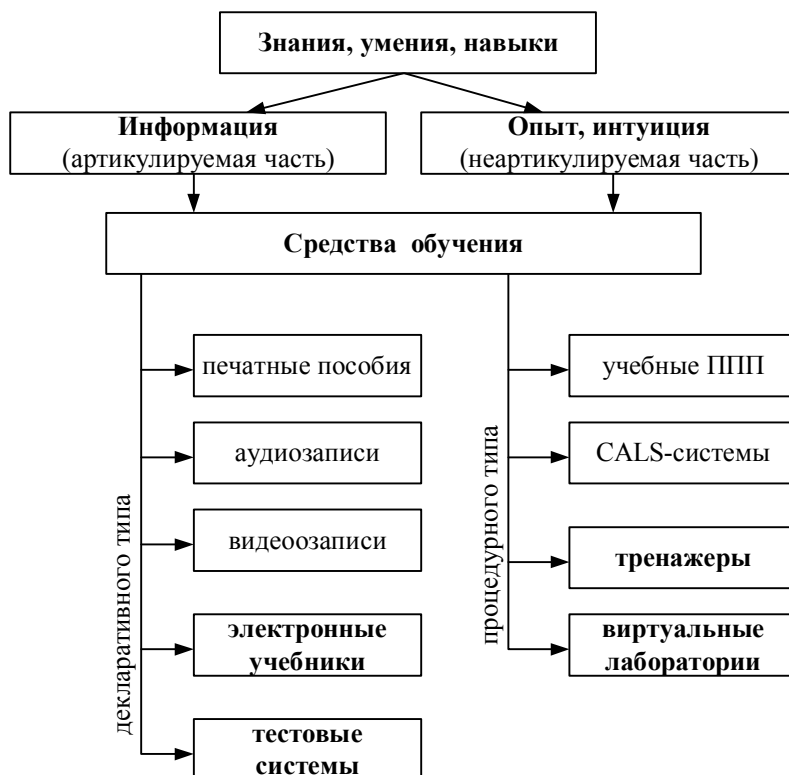 Знания, умения, навыки
Информация
(артикулируемая часть)
Опыт, интуиция
(неартикулируемая часть)
Средства обучения
декларативного типа
печатные пособия
аудиозаписи
видеоозаписи
электронные
учебники
тестовые
системы
процедурного типа
учебные ППП
CALS-системы
тренажеры
виртуальные
лаборатории